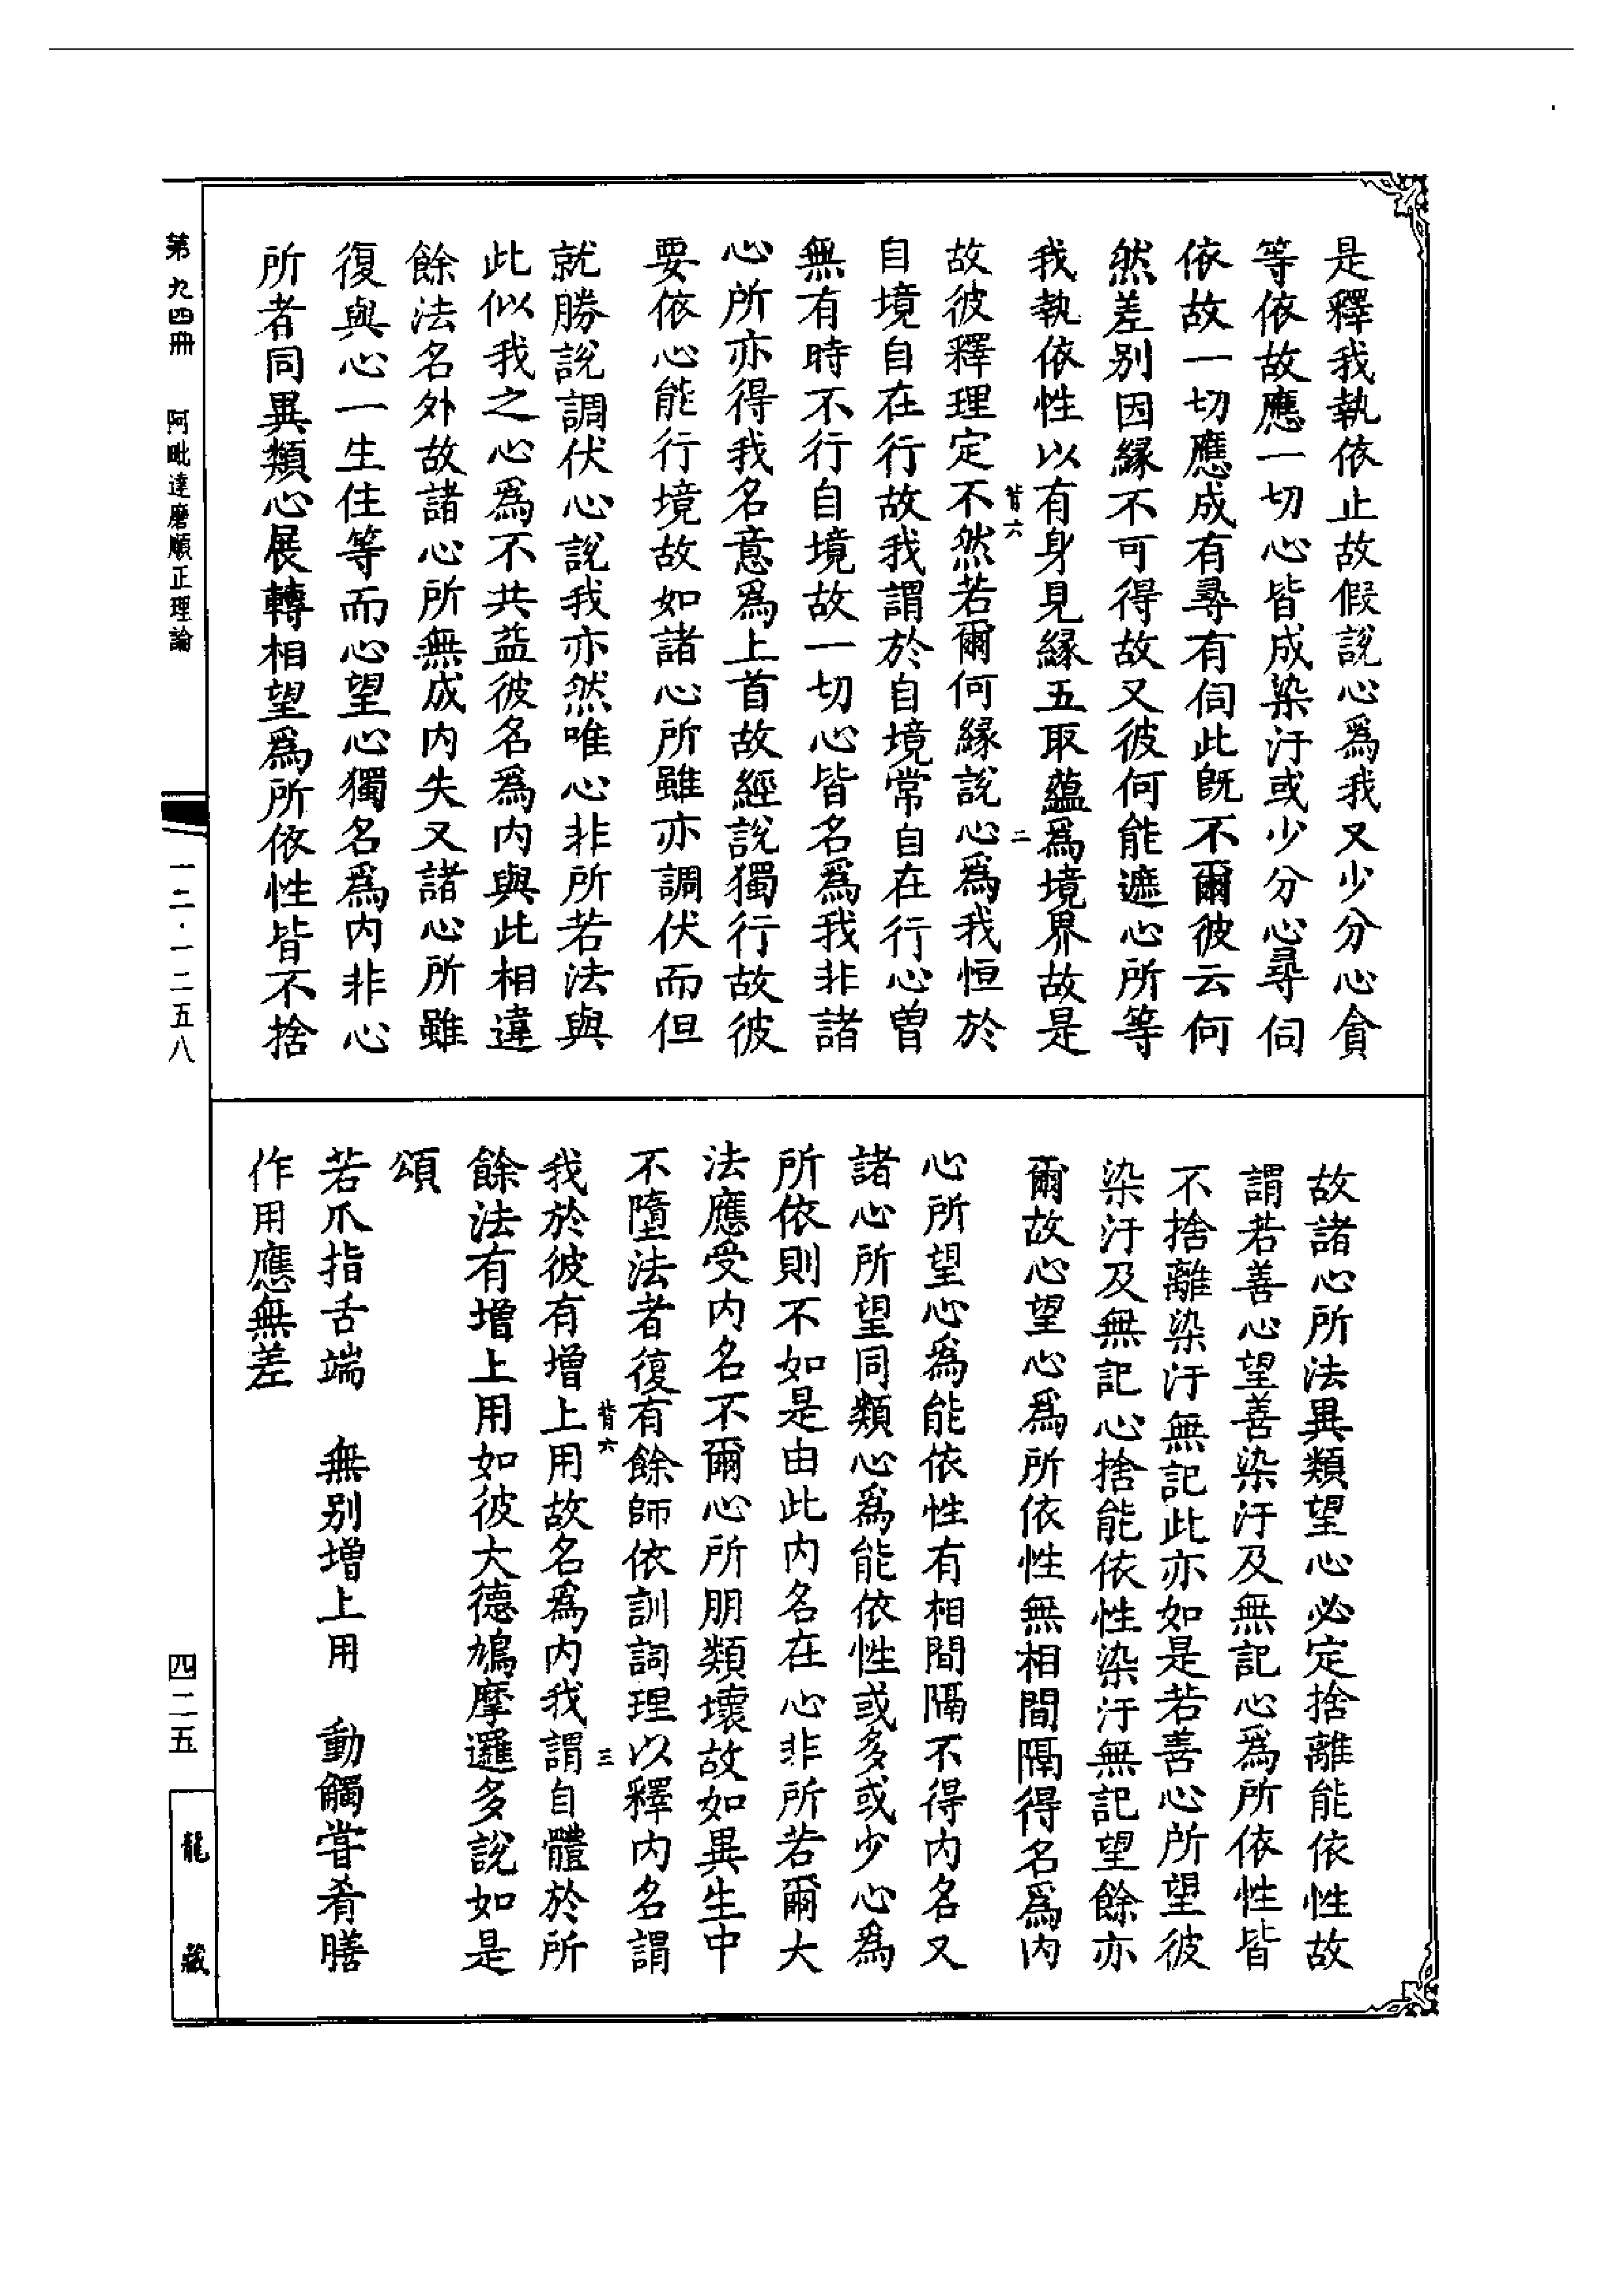 是釋我執依止故假說心爲我又少分心貪
等依故應一切心皆成染汙或少分心尋伺
依故一切應成有尋有伺此旣不爾彼云何
然差别因緣不可得故又彼何能遮心所等
我執依性以有身見緣五取蘊爲境界故是
背六
二
故彼釋理定不然若爾何緣說心爲我恒於
自境自在行故我謂於自境常自在行心曾
無有時不行自境故一切心皆名爲我非諸
心所亦得我名意爲上首故經說獨行故彼
要依心能行境故如諸心所雖亦調伏而但
就勝說調伏心說我亦然唯心非所若法與
此似我之心爲不共益彼名爲内與此相違
餘法名外故諸心所無成内失又諸心所雖
復與心一生住等而心望心獨名爲内非心
所者同異類心展轉相望爲所依性皆不捨
故諸心所法異類望心必定捨離能依性故
謂若善心望善染汙及無記心爲所依性皆
不捨離染汙無記此亦如是若善心所望彼
染汙及無記心捨能依性染汙無記望餘亦
爾故心望心爲所依性無相間隔得名爲内
心所望心爲能依性有相間隔不得内名又
諸心所望同類心爲能依性或多或少心爲
所依則不如是由此内名在心非所若爾大
法應受内名不爾心所朋類壞故如異生中
不墮法者復有餘師依訓詞理以釋内名謂
背六
三
我於彼有增上用故名爲内我謂自體於所
餘法有增上用如彼大德鳩摩邏多說如是
頌
若爪指舌端　無别增上用　動觸甞肴膳
作用應無差
第九四冊　阿毗達磨順正理論
一二·一二五八
四二五
龍藏